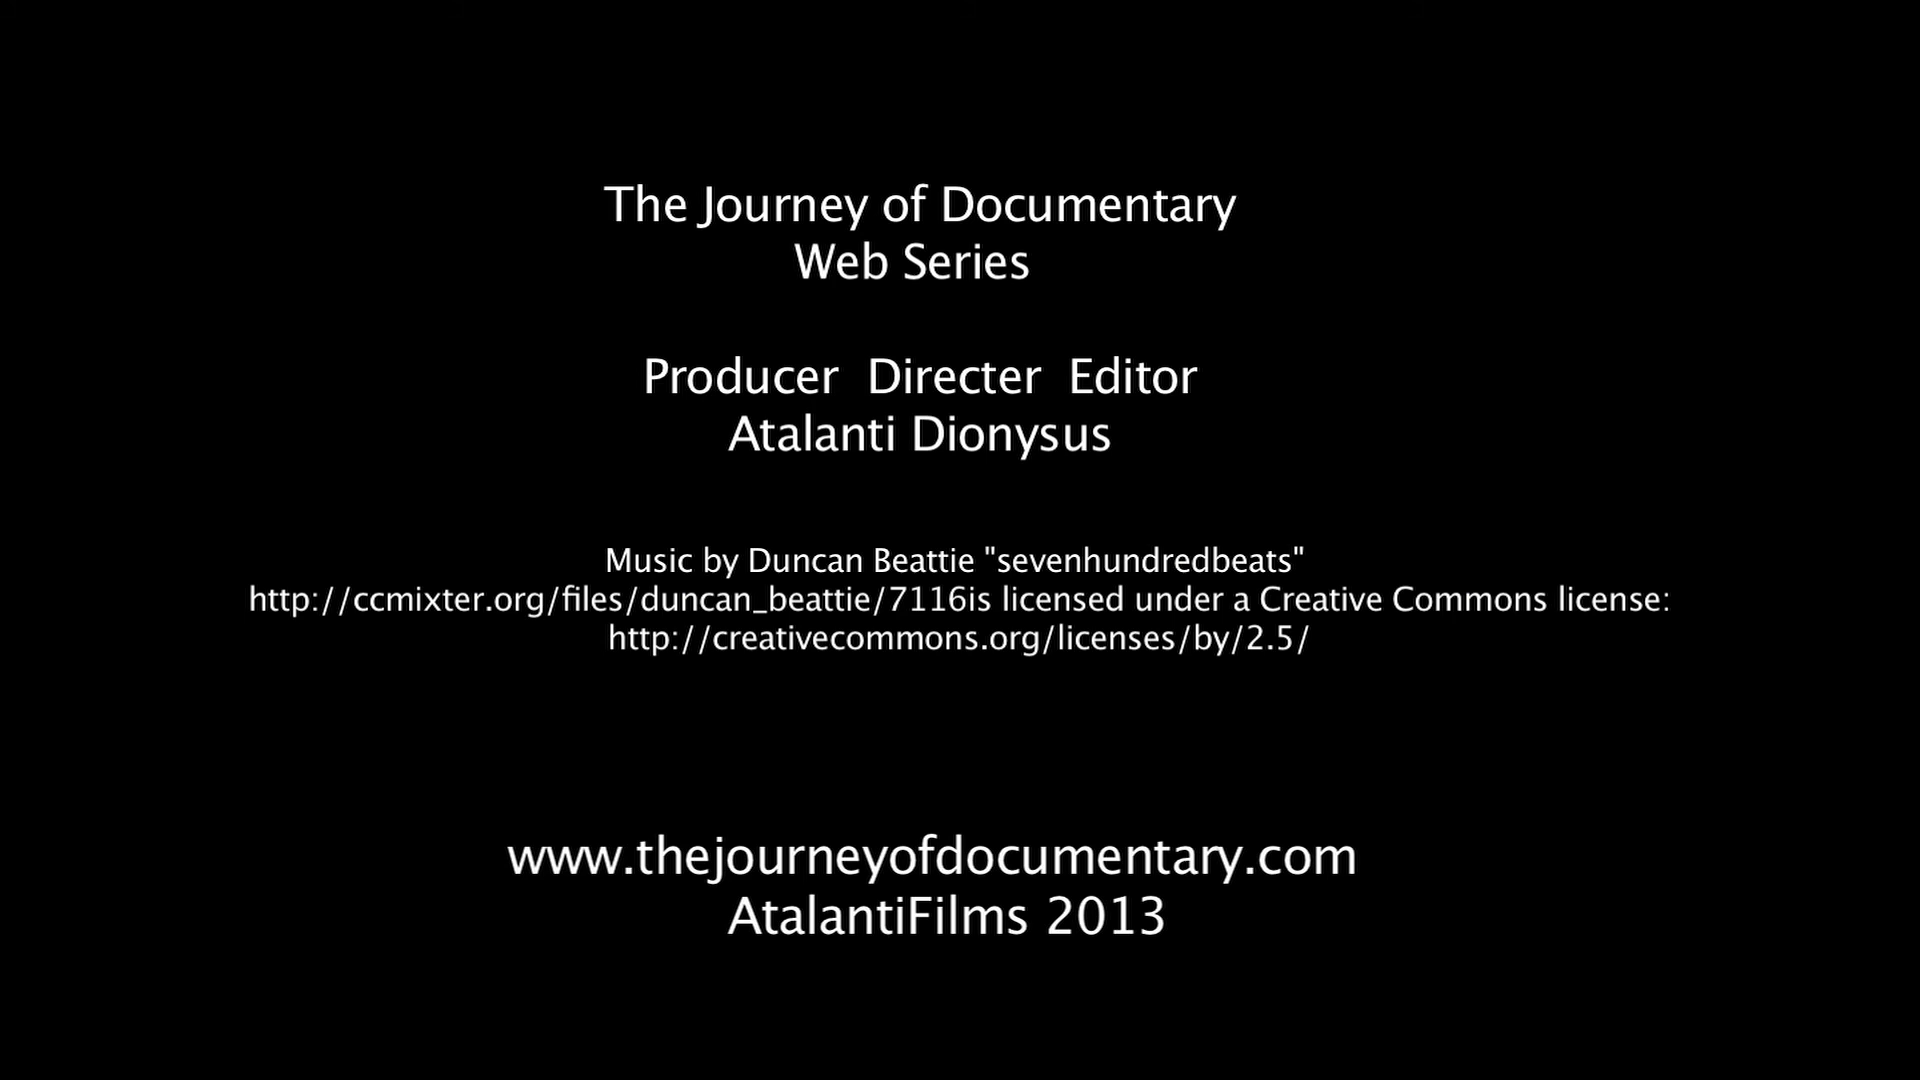 The Journey of Documentary
Web Series
Producer Directer Editor
Atalanti Dionysus
Music by Duncan Beattie "sevenhundredbeats"
http://ccmixter.org/files/duncan_beattie/7116is licensed under a Creative Commons license:
http://creativecommons.org/licenses/by/2.5/
www.thejourneyofdocumentary.com
AtalantiFilms 2013